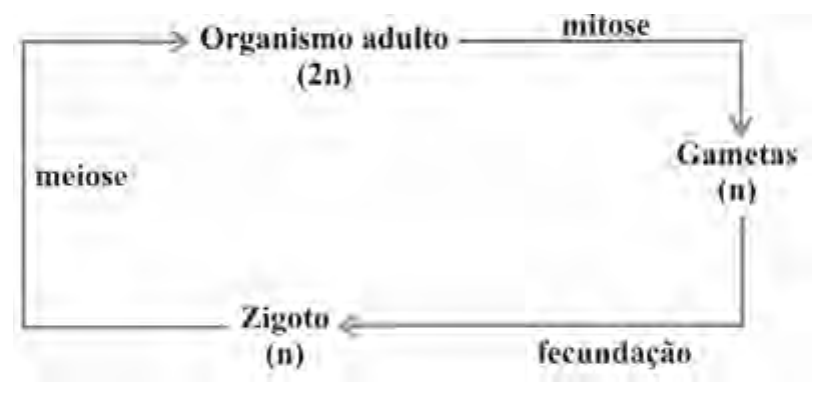 Organismo adulto
(2n)
mitose
Gametas
(n)
fecundação
Zigoto
(n)
meiose